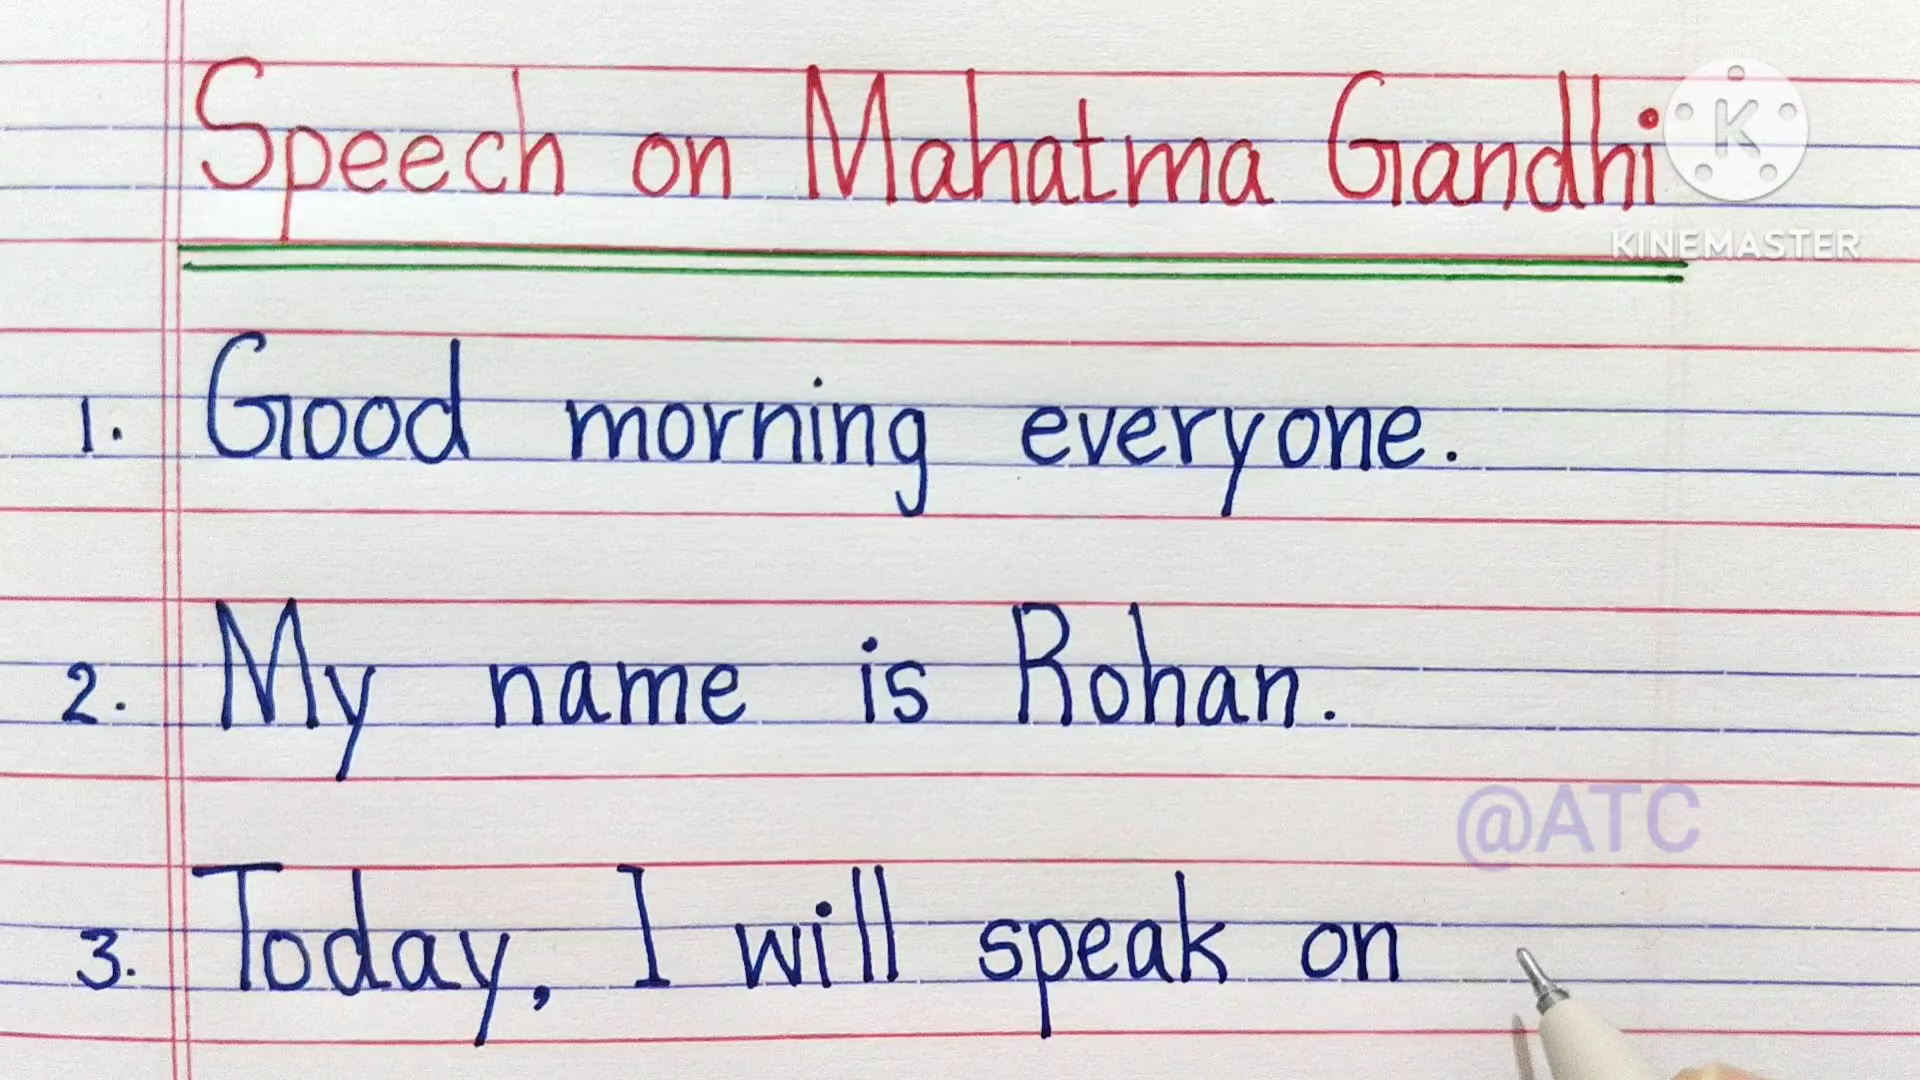 Speech on Mahatma Gandhi
K
KINEMASTER
1. Good morning everyone.
2. My name is Rohan.
@ATC
3. Today, I will speak on